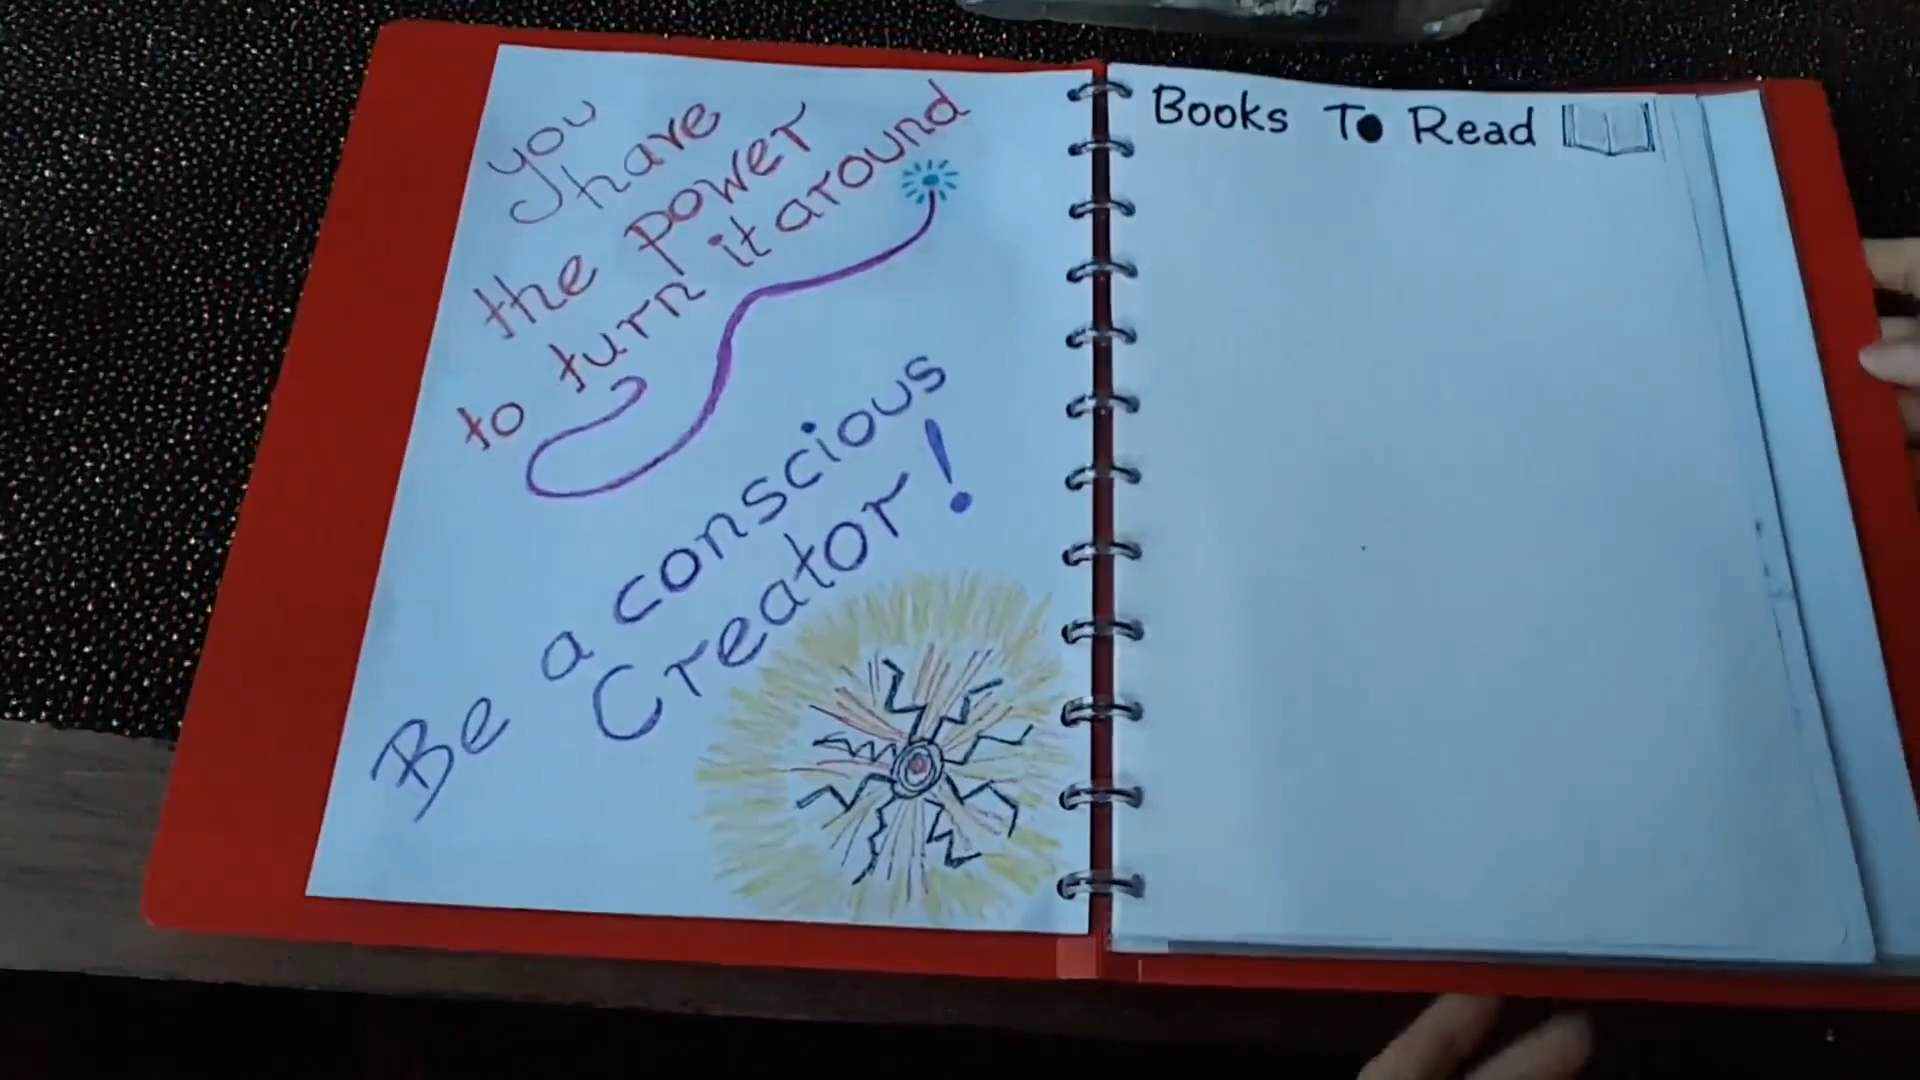 you
have
the power
to turn it around
Be a conscious
Creator!
Books To Read